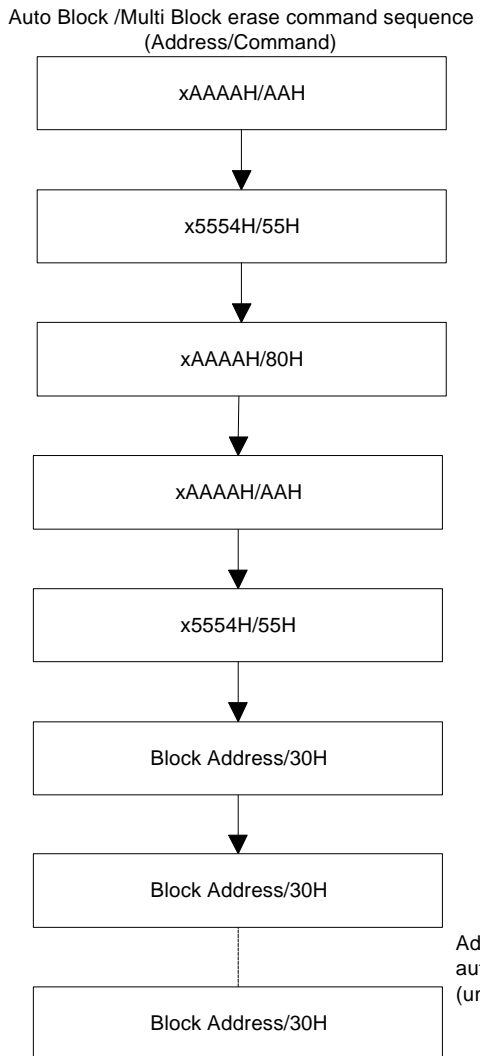 Auto Block /Multi Block erase command sequence
(Address/Command)
xAAAAH/AAH
x5554H/55H
xAAAAH/80H
xAAAAH/AAH
x5554H/55H
Block Address/30H
Block Address/30H
Block Address/30H